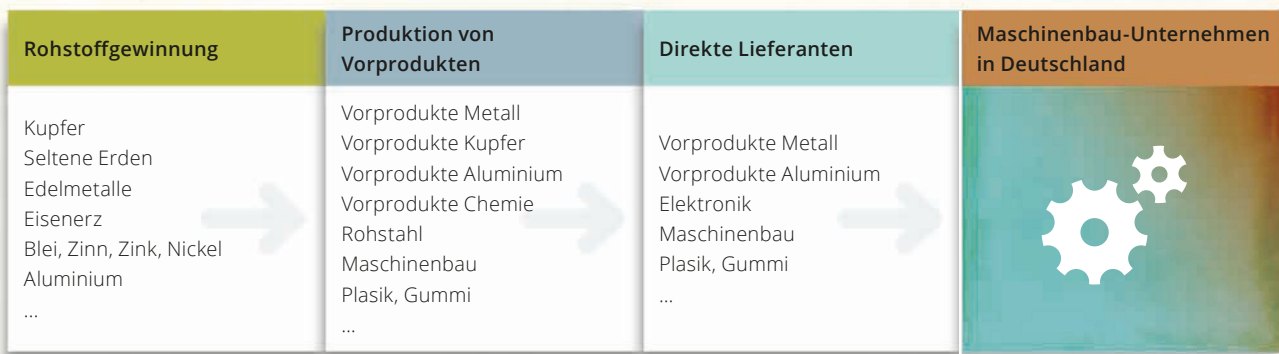 Rohstoffgewinnung
Kupfer
Seltene Erden
Edelmetalle
Eisenerz
Blei, Zinn, Zink, Nickel
Aluminium
...
Produktion von
Vorprodukten
Vorprodukte Metall
Vorprodukte Kupfer
Vorprodukte Aluminium
Vorprodukte Chemie
Rohstahl
Maschinenbau
Plasik, Gummi
...
Direkte Lieferanten
Vorprodukte Metall
Vorprodukte Aluminium
Elektronik
Maschinenbau
Plasik, Gummi
...
Maschinenbau-Unternehmen
in Deutschland